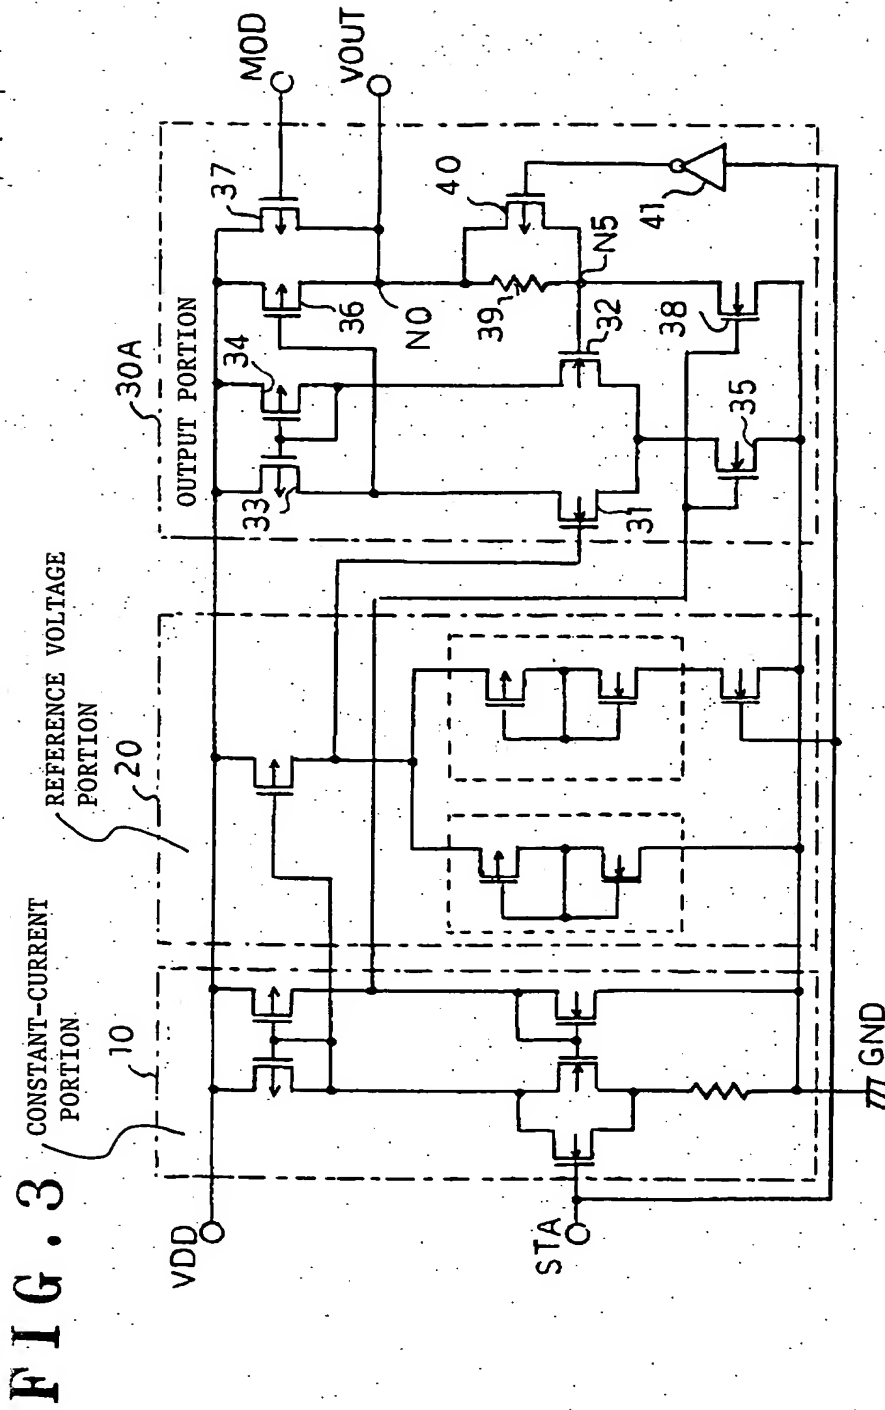 FIG.3
CONSTANT-CURRENT
PORTION
10
REFERENCE VOLTAGE
PORTION
20
30A
OUTPUT PORTION
VDD
STA
GND
MOD
VOUT
33
34
36
37
N0
39
40
N5
31
32
35
38
41